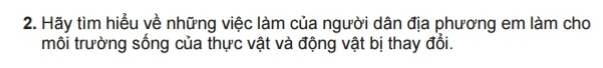 2. Hãy tìm hiểu về những việc làm của người dân địa phương em làm cho
môi trường sống của thực vật và động vật bị thay đổi.